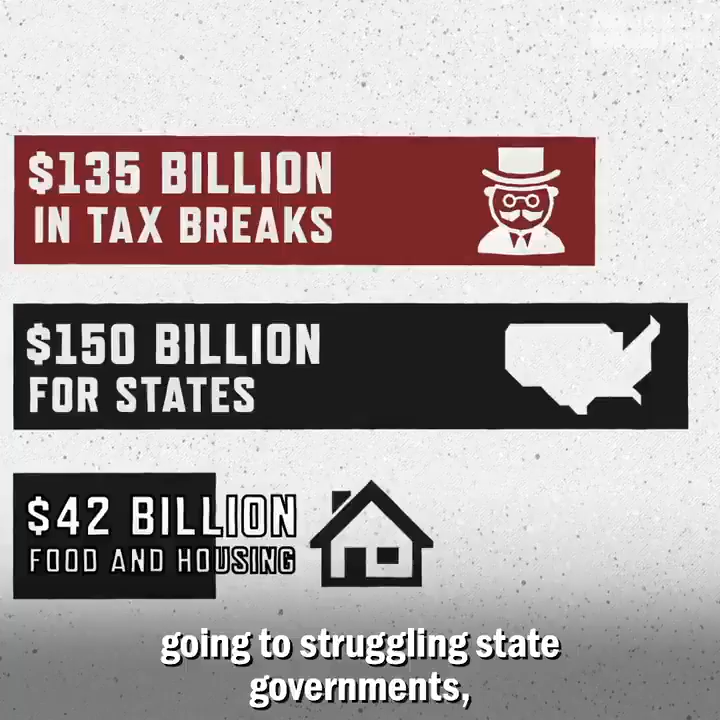 $135 BILLION
IN TAX BREAKS
$150 BILLION
FOR STATES
$42 BILLION
FOOD AND HOUSING
going to struggling state
governments,